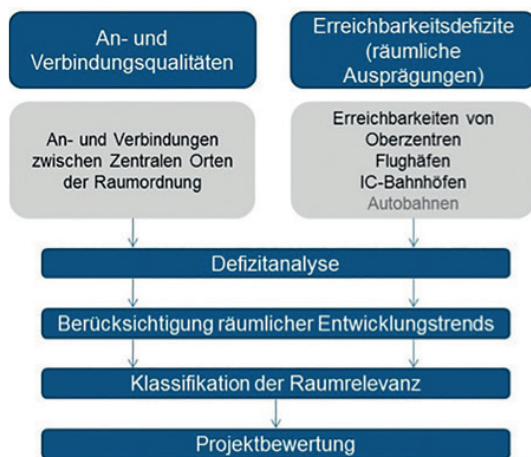 An- und
Verbindungsqualitäten
An- und Verbindungen
zwischen Zentralen Orten
der Raumordnung
Erreichbarkeitsdefizite
(räumliche
Ausprägungen)
Erreichbarkeiten von
Oberzentren
Flughäfen
IC-Bahnhöfen
Autobahnen
Defizitanalyse
Berücksichtigung räumlicher Entwicklungstrends
Klassifikation der Raumrelevanz
Projektbewertung